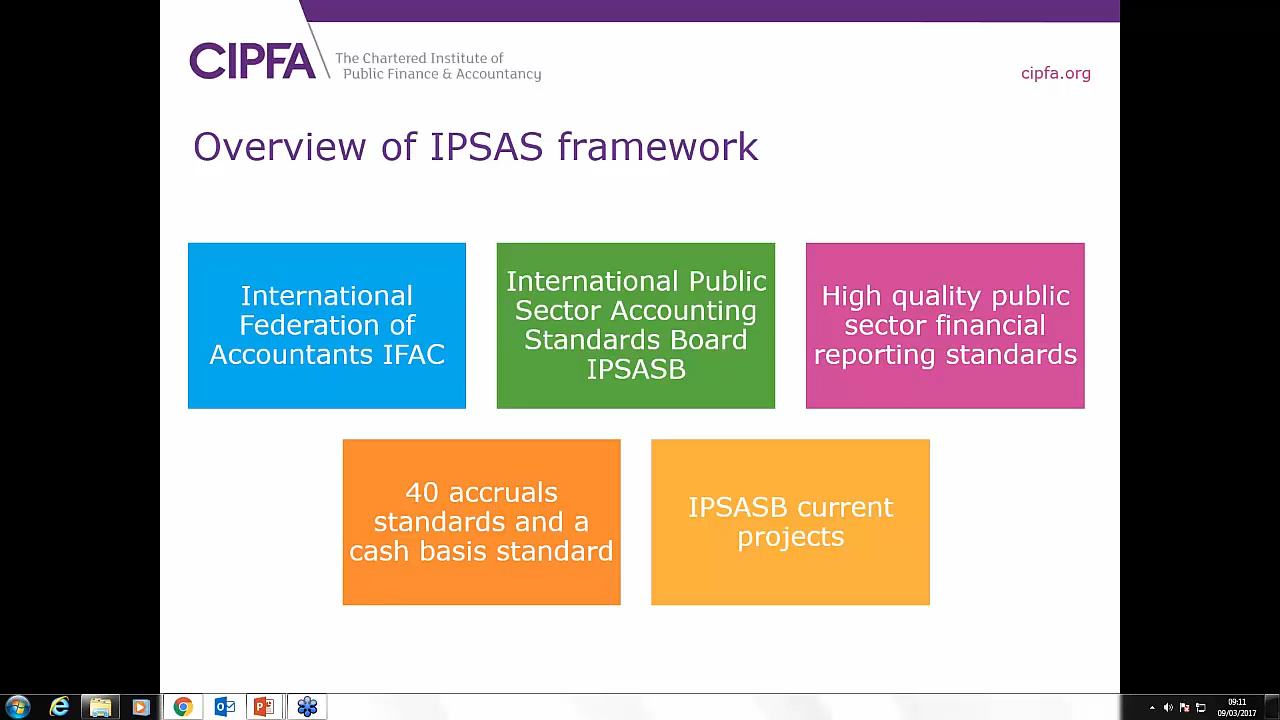 CIPFA
The Chartered Institute of
Public Finance & Accountancy
cipfa.org
Overview of IPSAS framework
International
Federation of
Accountants IFAC
International Public
Sector Accounting
Standards Board
IPSASB
High quality public
sector financial
reporting standards
40 accruals
standards and a
cash basis standard
IPSASB current
projects
09:11
09/03/2017